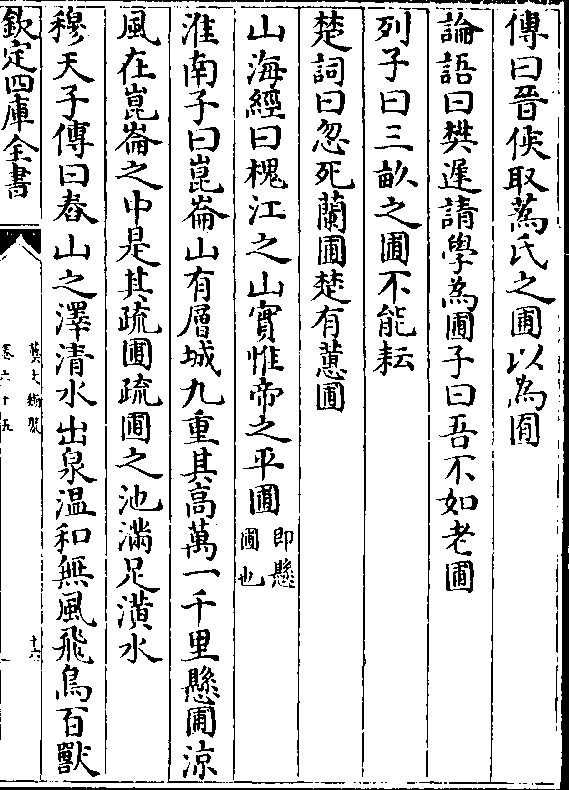 傳曰晉侯取蔿氏之圃以為囿
論語曰樊遲請學為圃子曰吾不如老圃
列子曰三畝之圃不能耘
楚詞曰忽死蘭圃楚有蕙圃
山海經曰槐江之山實惟帝之平圃即懸圃也
淮南子曰崑崙山有層城九重其高萬一千里懸圃涼
風在崑崙之中是其疏圃疏圃之池滿足潢水
穆天子傳曰舂山之澤清水出泉温和無風飛鳥百獸
欽定四庫全書
藝文類聚
卷六十五
十六